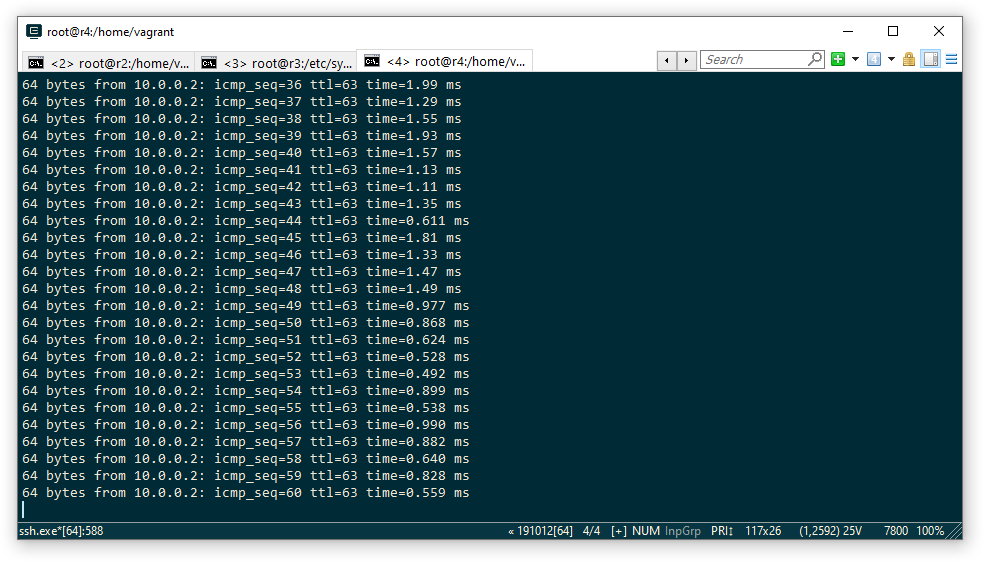 root@r4:/home/vagrant
<2> root@r2:/home/v... <3> root@r3:/etc/sy... <4> root@r4:/home/v... Search
64 bytes from 10.0.0.2: icmp_seq=36 ttl=63 time=1.99 ms
64 bytes from 10.0.0.2: icmp_seq=37 ttl=63 time=1.29 ms
64 bytes from 10.0.0.2: icmp_seq=38 ttl=63 time=1.55 ms
64 bytes from 10.0.0.2: icmp_seq=39 ttl=63 time=1.93 ms
64 bytes from 10.0.0.2: icmp_seq=40 ttl=63 time=1.57 ms
64 bytes from 10.0.0.2: icmp_seq=41 ttl=63 time=1.13 ms
64 bytes from 10.0.0.2: icmp_seq=42 ttl=63 time=1.11 ms
64 bytes from 10.0.0.2: icmp_seq=43 ttl=63 time=1.35 ms
64 bytes from 10.0.0.2: icmp_seq=44 ttl=63 time=0.611 ms
64 bytes from 10.0.0.2: icmp_seq=45 ttl=63 time=1.81 ms
64 bytes from 10.0.0.2: icmp_seq=46 ttl=63 time=1.33 ms
64 bytes from 10.0.0.2: icmp_seq=47 ttl=63 time=1.47 ms
64 bytes from 10.0.0.2: icmp_seq=48 ttl=63 time=1.49 ms
64 bytes from 10.0.0.2: icmp_seq=49 ttl=63 time=0.977 ms
64 bytes from 10.0.0.2: icmp_seq=50 ttl=63 time=0.868 ms
64 bytes from 10.0.0.2: icmp_seq=51 ttl=63 time=0.624 ms
64 bytes from 10.0.0.2: icmp_seq=52 ttl=63 time=0.528 ms
64 bytes from 10.0.0.2: icmp_seq=53 ttl=63 time=0.492 ms
64 bytes from 10.0.0.2: icmp_seq=54 ttl=63 time=0.899 ms
64 bytes from 10.0.0.2: icmp_seq=55 ttl=63 time=0.538 ms
64 bytes from 10.0.0.2: icmp_seq=56 ttl=63 time=0.990 ms
64 bytes from 10.0.0.2: icmp_seq=57 ttl=63 time=0.882 ms
64 bytes from 10.0.0.2: icmp_seq=58 ttl=63 time=0.640 ms
64 bytes from 10.0.0.2: icmp_seq=59 ttl=63 time=0.828 ms
64 bytes from 10.0.0.2: icmp_seq=60 ttl=63 time=0.559 ms
ssh.exe*[64]:588 « 191012[64] 4/4 [+] NUM InpGrp PRI↕ 117x26 (1,2592) 25V 7800 100%